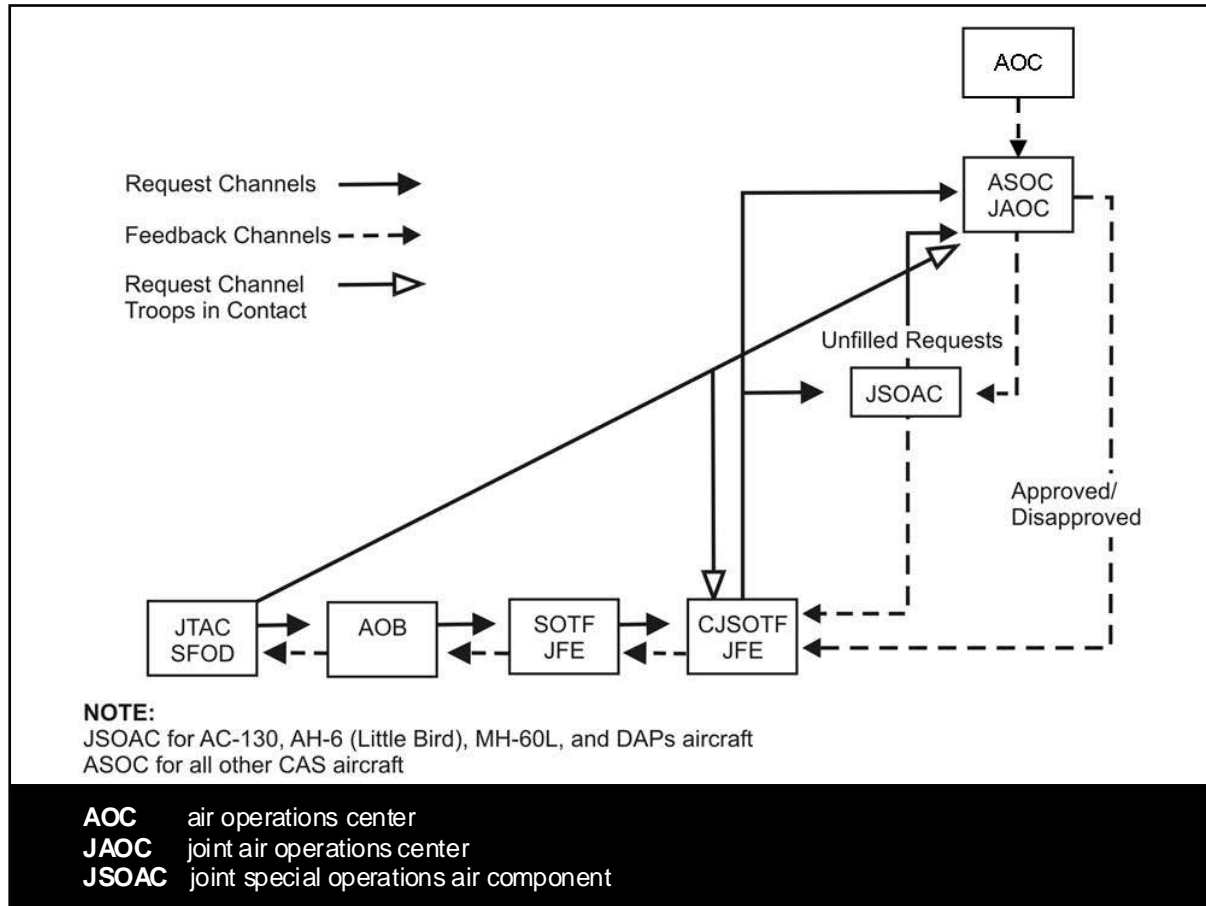 AOC
Request Channels
Feedback Channels
Request Channel
Troops in Contact
ASOC
JAOC
Unfilled Requests
JSOAC
Approved/
Disapproved
JTAC
SFOD
AOB
SOTF
JFE
CJSOTF
JFE
NOTE:
JSOAC for AC-130, AH-6 (Little Bird), MH-60L, and DAPs aircraft
ASOC for all other CAS aircraft
AOC air operations center
JAOC joint air operations center
JSOAC joint special operations air component